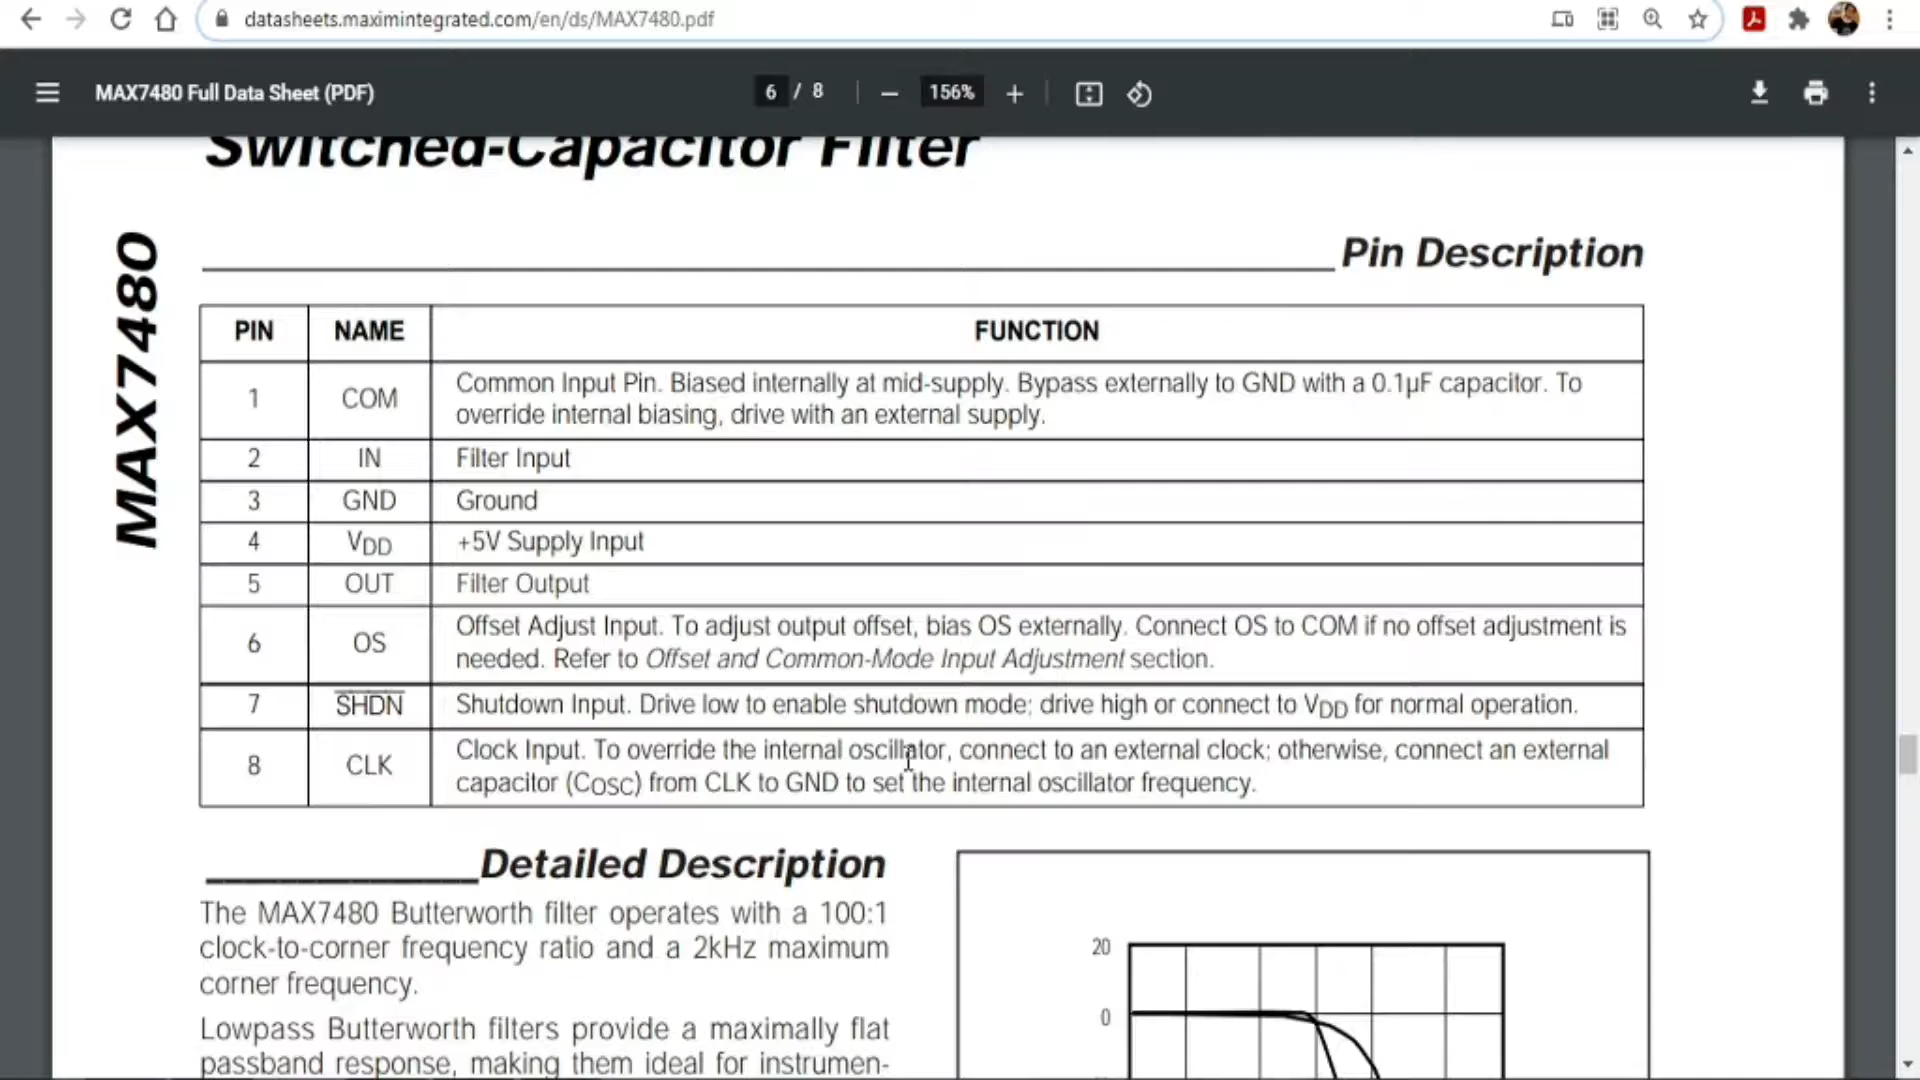 datasheets.maximintegrated.com/en/ds/MAX7480.pdf
MAX7480 Full Data Sheet (PDF)
6 / 8
156%
Switched-Capacitor Filter
MAX7480
Pin Description
PIN NAME FUNCTION
1 COM Common Input Pin. Biased internally at mid-supply. Bypass externally to GND with a 0.1µF capacitor. To
override internal biasing, drive with an external supply.
2 IN Filter Input
3 GND Ground
4 VDD +5V Supply Input
5 OUT Filter Output
6 OS Offset Adjust Input. To adjust output offset, bias OS externally. Connect OS to COM if no offset adjustment is
needed. Refer to Offset and Common-Mode Input Adjustment section.
7 SHDN Shutdown Input. Drive low to enable shutdown mode; drive high or connect to VDD for normal operation.
8 CLK Clock Input. To override the internal oscillator, connect to an external clock; otherwise, connect an external
capacitor (COSC) from CLK to GND to set the internal oscillator frequency.
Detailed Description
The MAX7480 Butterworth filter operates with a 100:1
clock-to-corner frequency ratio and a 2kHz maximum
corner frequency.
Lowpass Butterworth filters provide a maximally flat
passband response, making them ideal for instrumen-
20
0